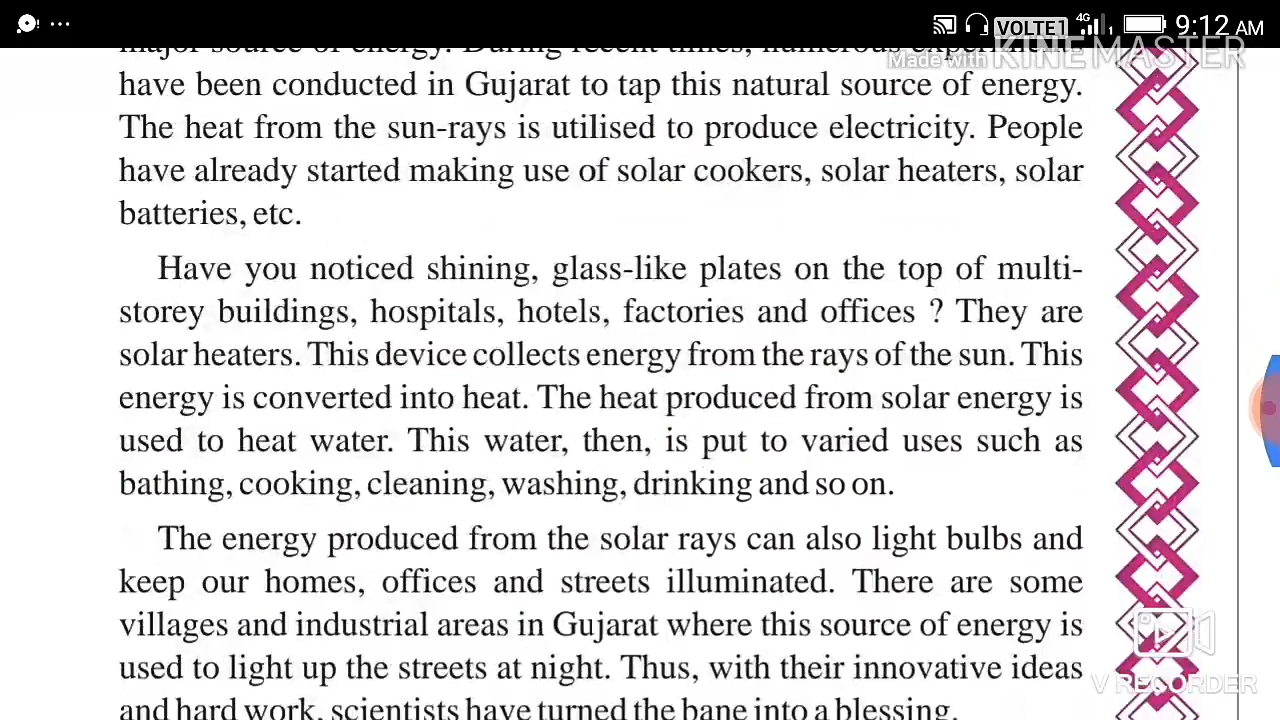 VOLTE1 4G 9:12 AM
Made with KINEMASTER
major source of energy. During recent times, numerous experiments
have been conducted in Gujarat to tap this natural source of energy.
The heat from the sun-rays is utilised to produce electricity. People
have already started making use of solar cookers, solar heaters, solar
batteries, etc.
Have you noticed shining, glass-like plates on the top of multi-
storey buildings, hospitals, hotels, factories and offices ? They are
solar heaters. This device collects energy from the rays of the sun. This
energy is converted into heat. The heat produced from solar energy is
used to heat water. This water, then, is put to varied uses such as
bathing, cooking, cleaning, washing, drinking and so on.
The energy produced from the solar rays can also light bulbs and
keep our homes, offices and streets illuminated. There are some
villages and industrial areas in Gujarat where this source of energy is
used to light up the streets at night. Thus, with their innovative ideas
and hard work, scientists have turned the bane into a blessing.
V RECORDER